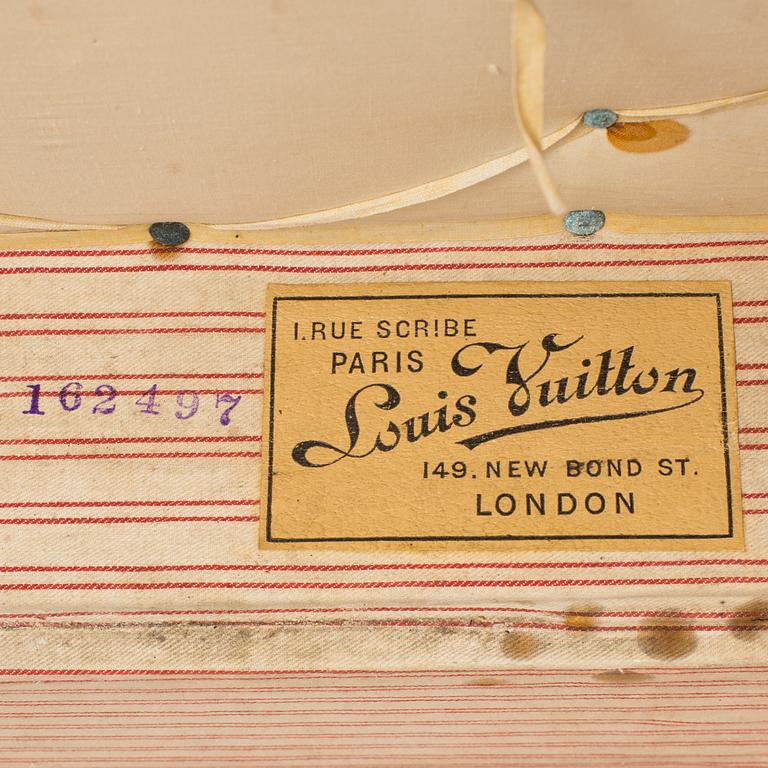 1. RUE SCRIBE
PARIS
Louis Vuitton
149. NEW BOND ST.
LONDON
162497